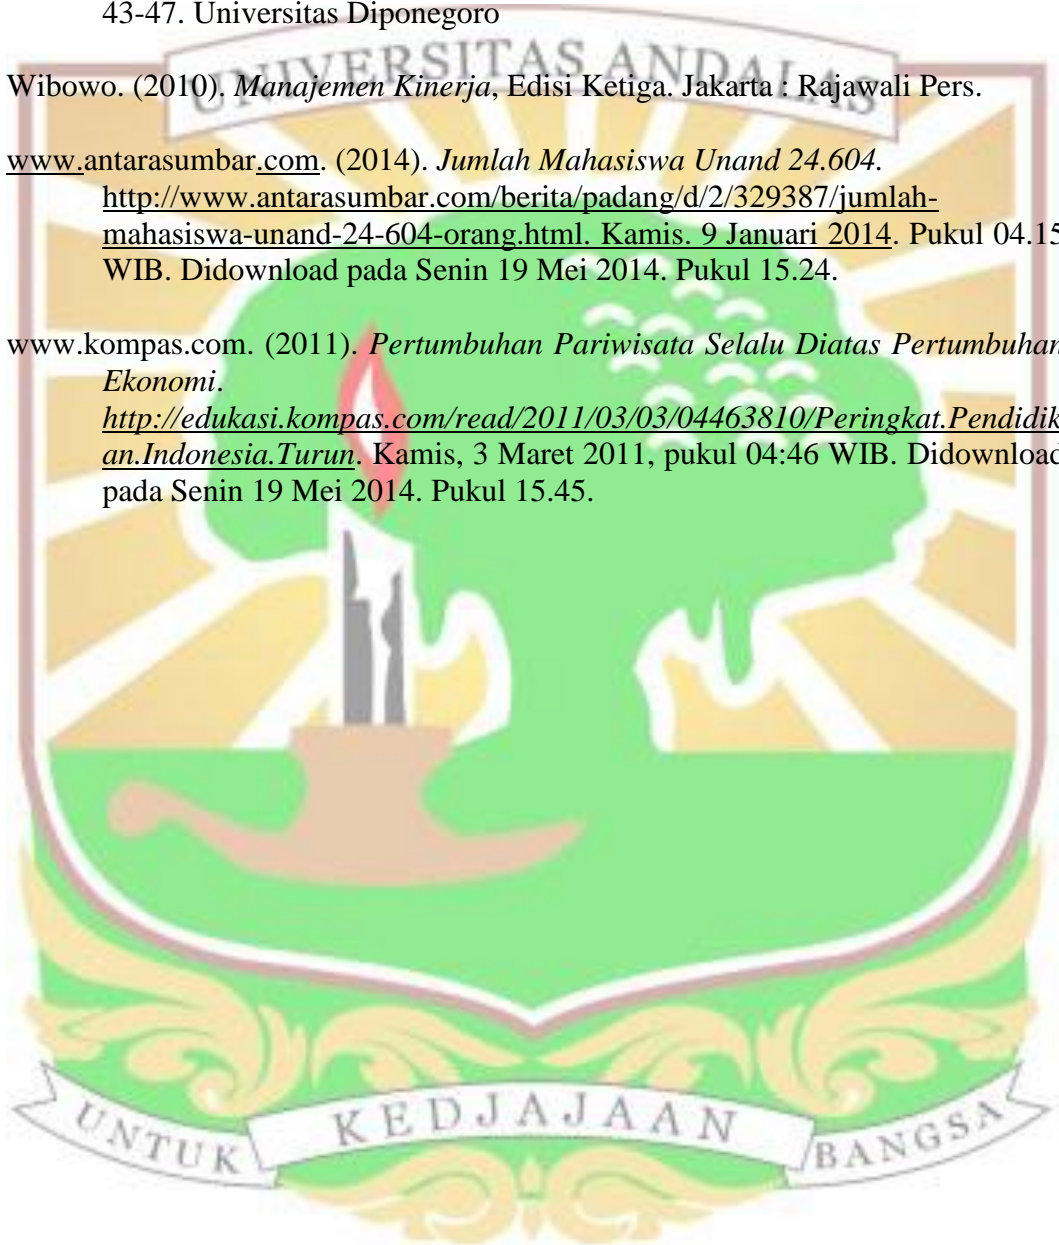 43-47. Universitas Diponegoro
UNIVERSITAS ANDALAS
Wibowo. (2010). Manajemen Kinerja, Edisi Ketiga. Jakarta : Rajawali Pers.
www.antarasumbar.com. (2014). Jumlah Mahasiswa Unand 24.604.
http://www.antarasumbar.com/berita/padang/d/2/329387/jumlah-
mahasiswa-unand-24-604-orang.html. Kamis. 9 Januari 2014. Pukul 04.15
WIB. Didownload pada Senin 19 Mei 2014. Pukul 15.24.
www.kompas.com. (2011). Pertumbuhan Pariwisata Selalu Diatas Pertumbuhan
Ekonomi.
http://edukasi.kompas.com/read/2011/03/03/04463810/Peringkat.Pendidik
an.Indonesia.Turun. Kamis, 3 Maret 2011, pukul 04:46 WIB. Didownload
pada Senin 19 Mei 2014. Pukul 15.45.
UNTUK KEDJAJAAN BANGSA